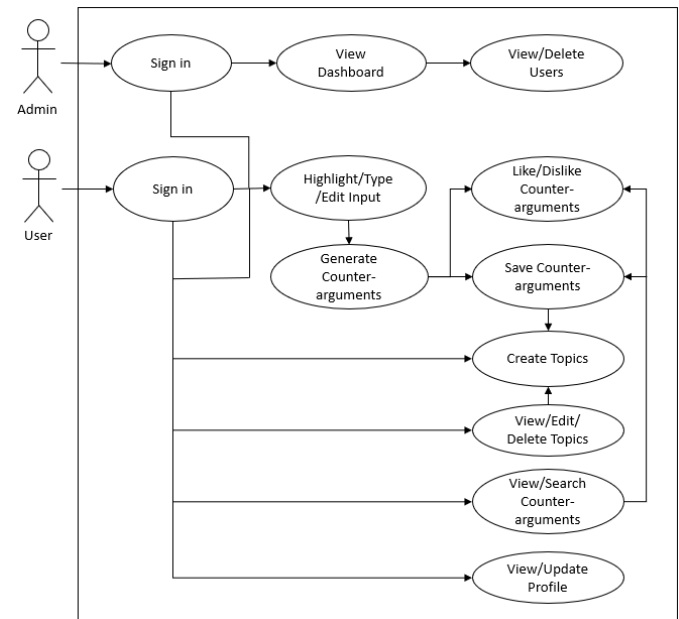 Admin
Sign in
View
Dashboard
View/Delete
Users
User
Sign in
Highlight/Type
/Edit Input
Like/Dislike
Counter-
arguments
Generate
Counter-
arguments
Save Counter-
arguments
Create Topics
View/Edit/
Delete Topics
View/Search
Counter-
arguments
View/Update
Profile